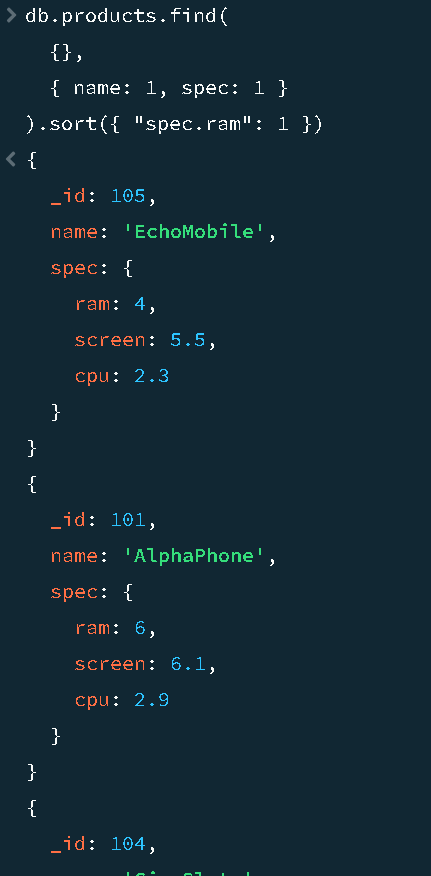 db.products.find(
{},
{ name: 1, spec: 1 }
).sort({ "spec.ram": 1 })
{
_id: 105,
name: 'EchoMobile',
spec: {
ram: 4,
screen: 5.5,
cpu: 2.3
}
}
{
_id: 101,
name: 'AlphaPhone',
spec: {
ram: 6,
screen: 6.1,
cpu: 2.9
}
}
{
_id: 104,